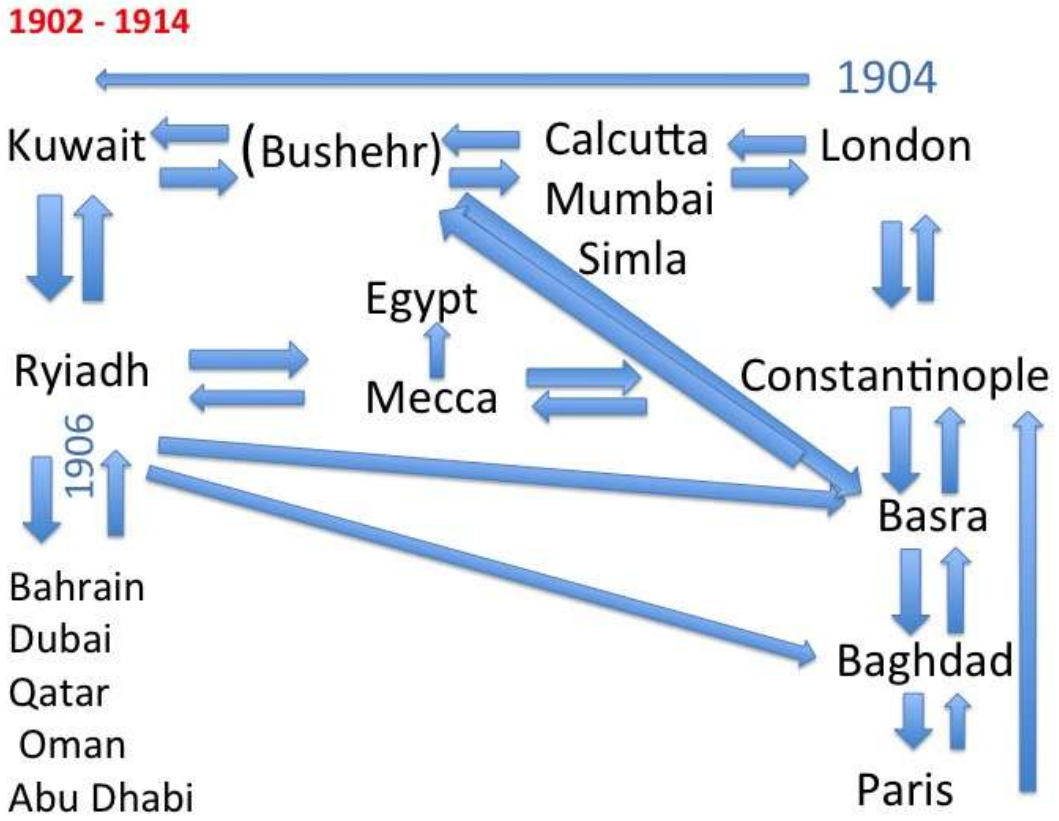 1902 - 1914
1904
Kuwait
(Bushehr)
Calcutta
London
Mumbai
Simla
Egypt
Ryiadh
Mecca
Constantinople
1906
Basra
Bahrain
Dubai
Baghdad
Qatar
Oman
Paris
Abu Dhabi